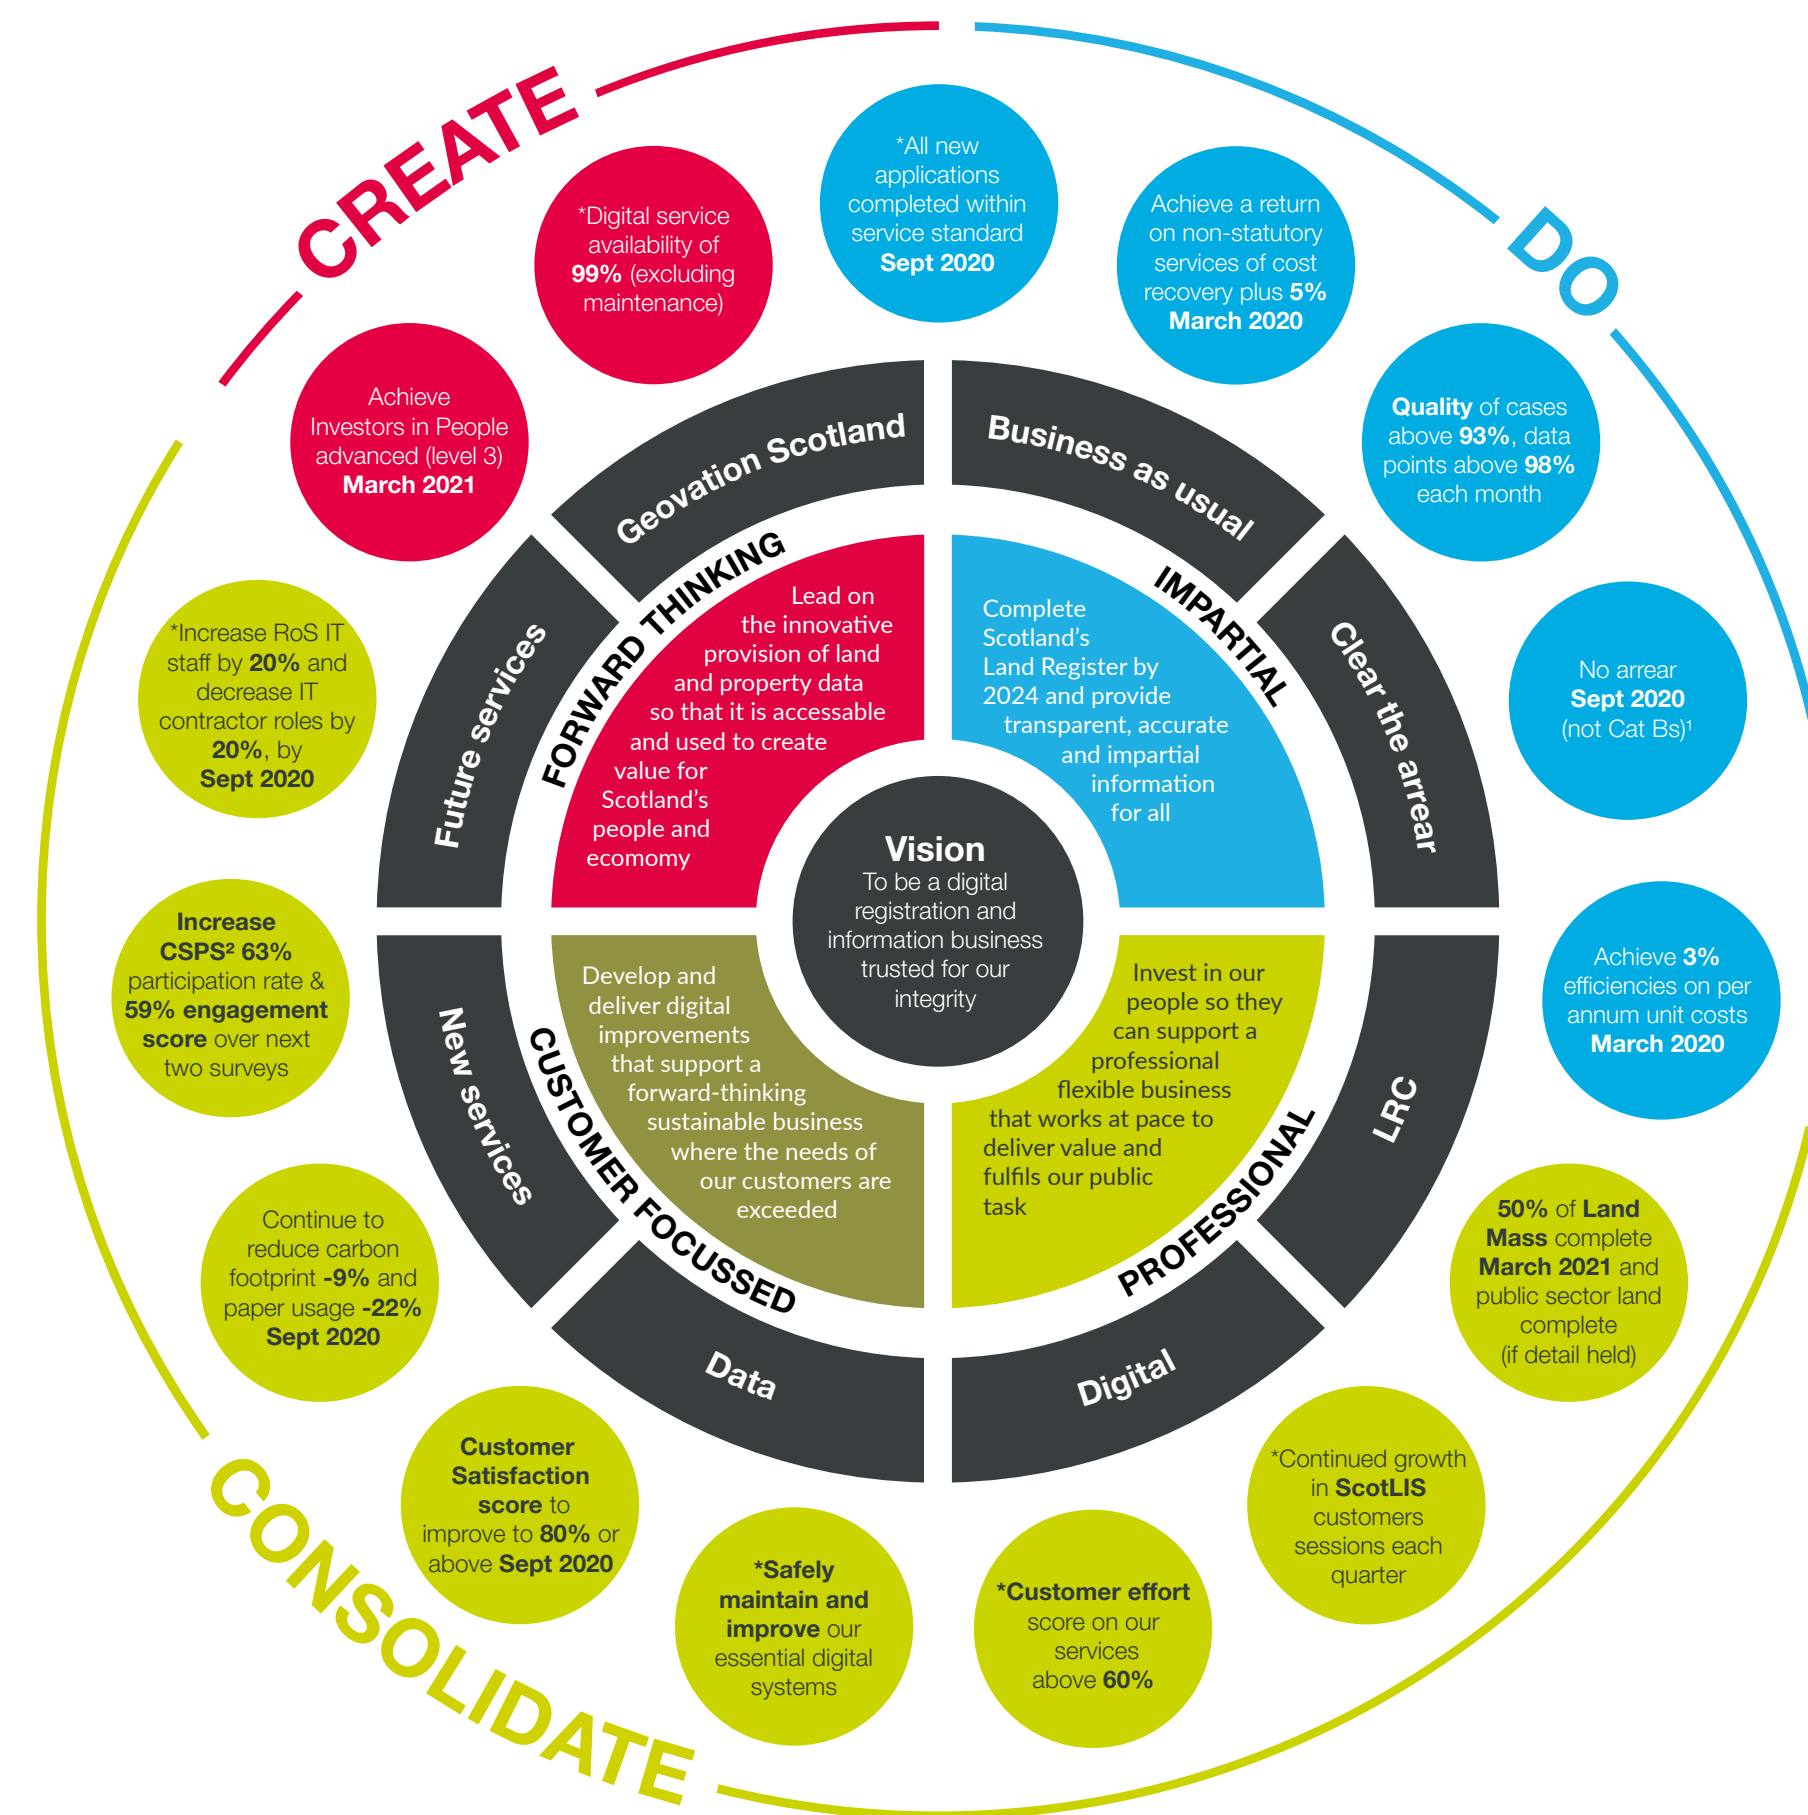 CREATE
DO
CONSOLIDATE
*All new
applications
completed within
service standard
Sept 2020
Achieve a return
on non-statutory
services of cost
recovery plus 5%
March 2020
Quality of cases
above 93%, data
points above 98%
each month
No arrear
Sept 2020
(not Cat Bs)¹
Achieve 3%
efficiencies on per
annum unit costs
March 2020
50% of Land
Mass complete
March 2021 and
public sector land
complete
(if detail held)
*Continued growth
in ScotLIS
customers
sessions each
quarter
*Customer effort
score on our
services
above 60%
*Safely
maintain and
improve our
essential digital
systems
Customer
Satisfaction
score to
improve to 80% or
above Sept 2020
Continue to
reduce carbon
footprint -9% and
paper usage -22%
Sept 2020
Increase
CSPS² 63%
participation rate &
59% engagement
score over next
two surveys
*Increase RoS IT
staff by 20% and
decrease IT
contractor roles by
20%, by
Sept 2020
Achieve
Investors in People
advanced (level 3)
March 2021
*Digital service
availability of
99% (excluding
maintenance)
Geovation Scotland
Business as usual
Clear the arrear
LRC
Digital
Data
New services
Future services
FORWARD THINKING
Lead on
the innovative
provision of land
and property data
so that it is accessable
and used to create
value for
Scotland's
people and
ecomomy
IMPARTIAL
Complete
Scotland's
Land Register by
2024 and provide
transparent, accurate
and impartial
information
for all
Vision
To be a digital
registration and
information business
trusted for our
integrity
CUSTOMER FOCUSSED
Develop and
deliver digital
improvements
that support a
forward-thinking
sustainable business
where the needs of
our customers are
exceeded
PROFESSIONAL
Invest in our
people so they
can support a
professional
flexible business
that works at pace to
deliver value and
fulfils our public
task